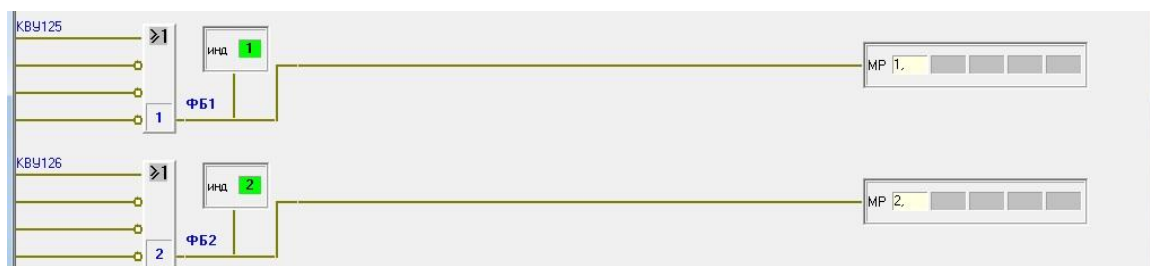 КВУ125
≥1
инд 1
МР 1,
ФБ1
1
КВУ126
≥1
инд 2
МР 2,
ФБ2
2